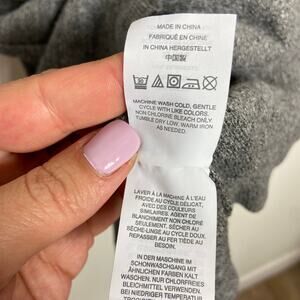 MADE IN CHINA
FABRIQUÉ EN CHINE
IN CHINA HERGESTELLT
中国製
MACHINE WASH COLD, GENTLE
CYCLE WITH LIKE COLORS.
NON CHLORINE BLEACH ONLY.
TUMBLE DRY LOW. WARM IRON
AS NEEDED.
LAVER À LA MACHINE À L'EAU
FROIDE AU CYCLE DÉLICAT,
AVEC DES COULEURS
SIMILAIRES. AGENT DE
BLANCHIMENT NON CHLORÉ
SEULEMENT. SÉCHER AU
SÈCHE-LINGE AU CYCLE DOUX.
REPASSER AU FER TIÈDE AU
BESOIN.
IN DER MASCHINE IM
SCHONWASCHGANG MIT
ÄHNLICHEN FARBEN KALT
WASCHEN. NUR CHLORFREIES
BLEICHMITTEL VERWENDEN.
BEI NIEDRIGER TEMPERATUR